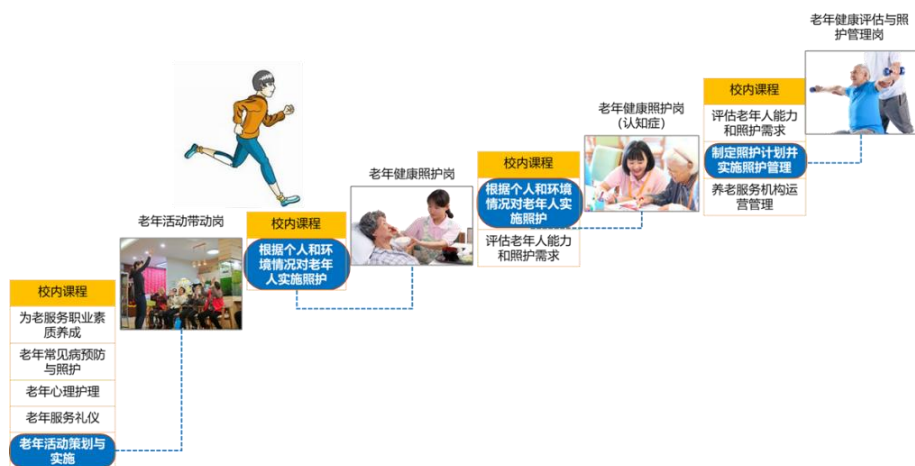 校内课程
为老服务职业素
质养成
老年常见病预防
与照护
老年心理护理
老年服务礼仪
老年活动策划与
实施
老年活动带动岗
校内课程
根据个人和环
境情况对老年
人实施照护
老年健康照护岗
校内课程
根据个人和环境
情况对老年人实
施照护
评估老年人能力
和照护需求
老年健康照护岗
（认知症）
校内课程
评估老年人能力
和照护需求
制定照护计划并
实施照护管理
养老服务机构运
营管理
老年健康评估与照
护管理岗